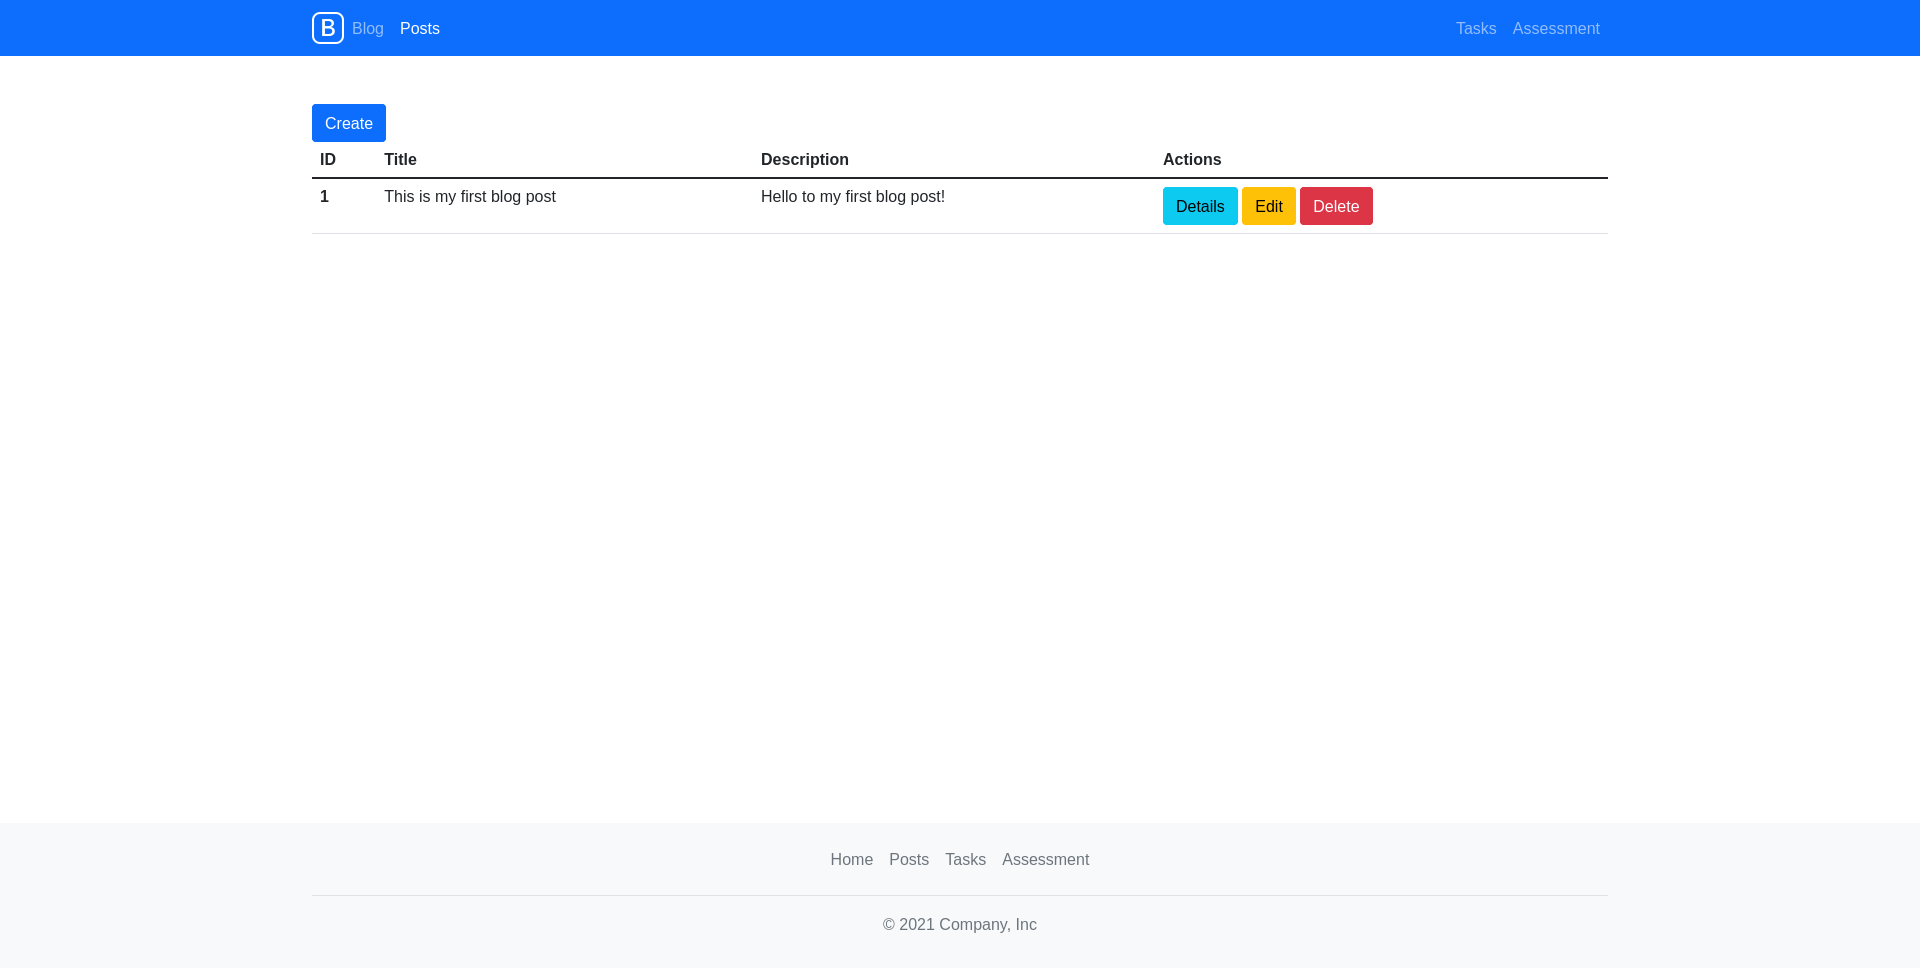 B Blog Posts Tasks Assessment
Create
ID Title Description Actions
1 This is my first blog post Hello to my first blog post! Details Edit Delete
Home Posts Tasks Assessment
© 2021 Company, Inc